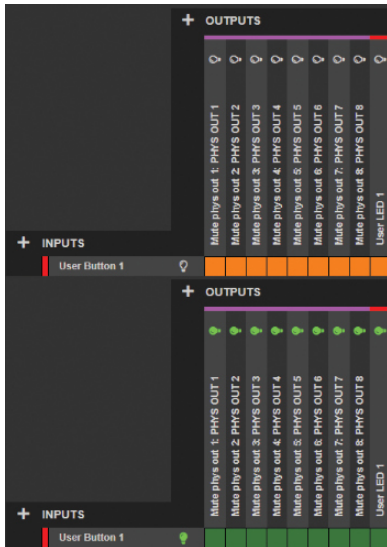 + OUTPUTS
Mute phys out 1: PHYS OUT 1
Mute phys out 2: PHYS OUT 2
Mute phys out 3: PHYS OUT 3
Mute phys out 4: PHYS OUT 4
Mute phys out 5: PHYS OUT 5
Mute phys out 6: PHYS OUT 6
Mute phys out 7: PHYS OUT 7
Mute phys out 8: PHYS OUT 8
User LED 1
+ INPUTS
User Button 1
+ OUTPUTS
Mute phys out 1: PHYS OUT 1
Mute phys out 2: PHYS OUT 2
Mute phys out 3: PHYS OUT 3
Mute phys out 4: PHYS OUT 4
Mute phys out 5: PHYS OUT 5
Mute phys out 6: PHYS OUT 6
Mute phys out 7: PHYS OUT 7
Mute phys out 8: PHYS OUT 8
User LED 1
+ INPUTS
User Button 1